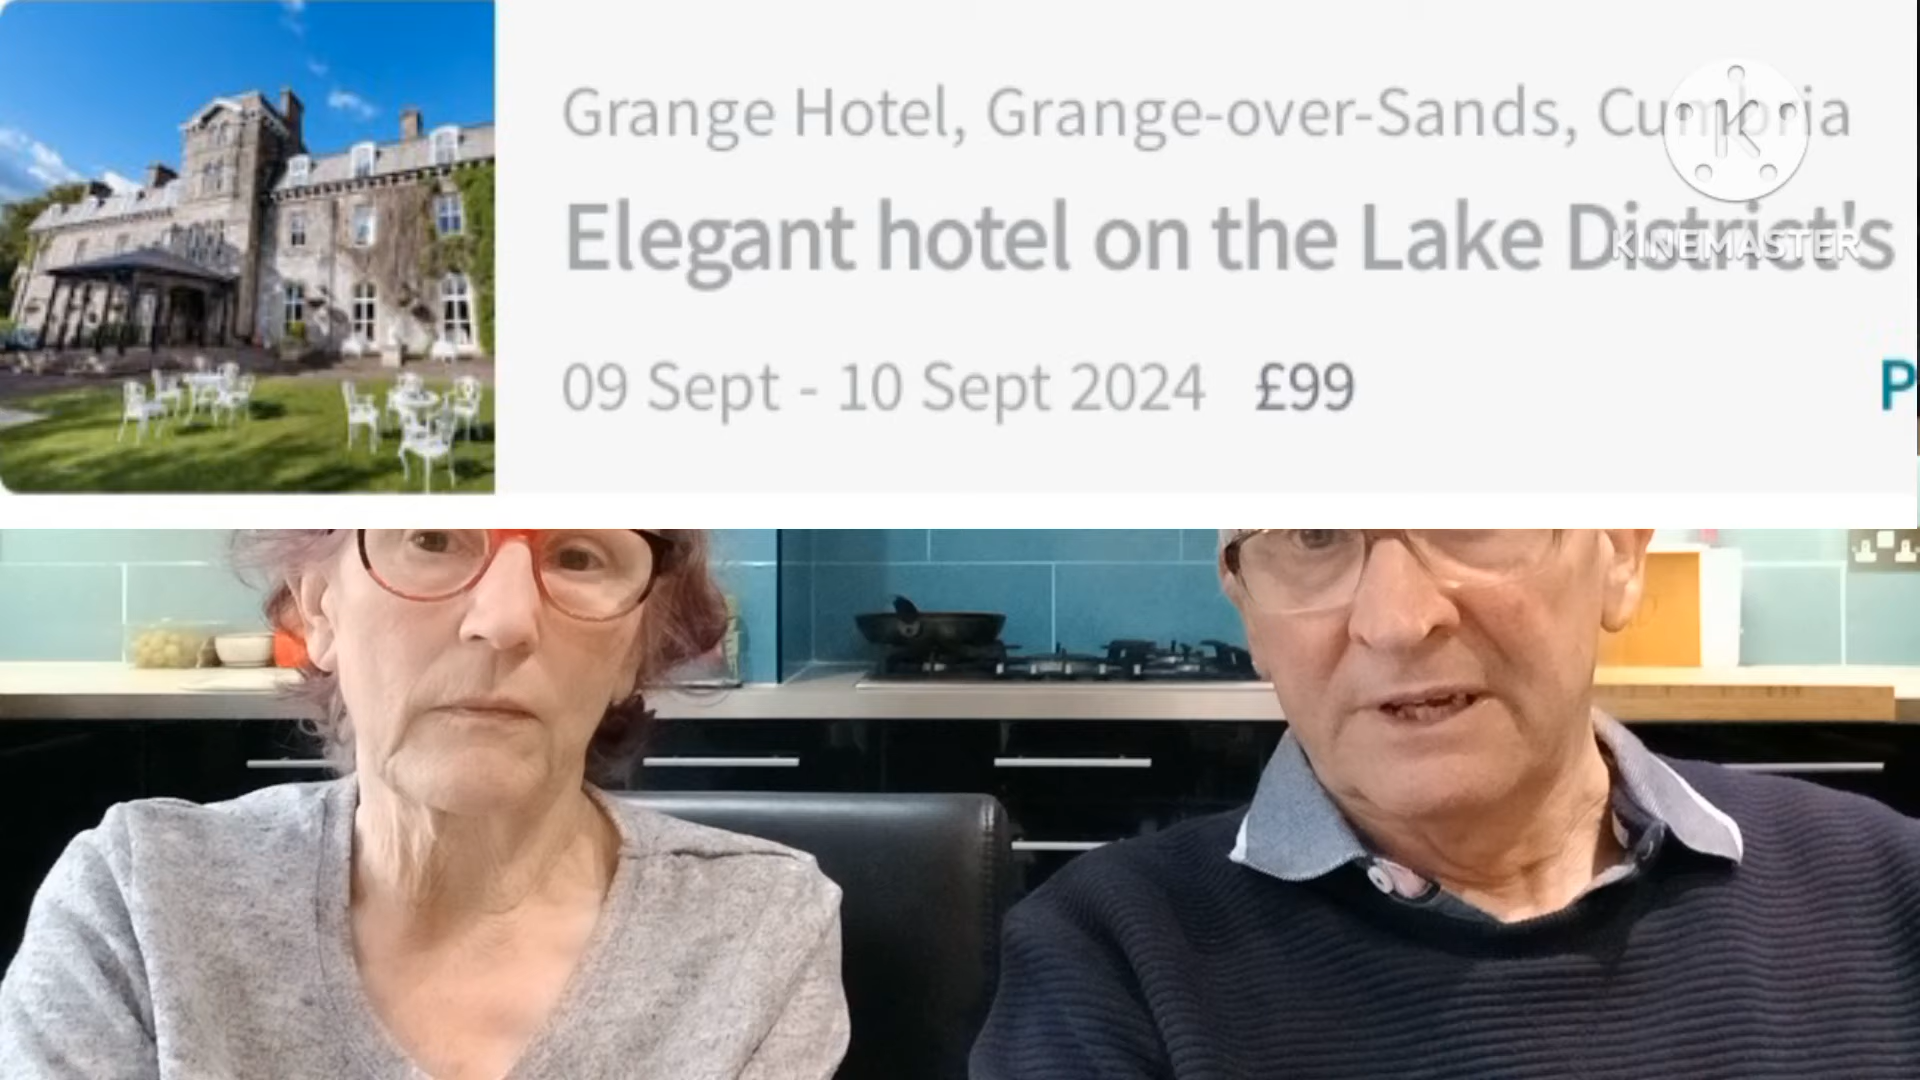 Grange Hotel, Grange-over-Sands, Cumbria
Elegant hotel on the Lake District's
KINEMASTER
09 Sept - 10 Sept 2024 £99
P